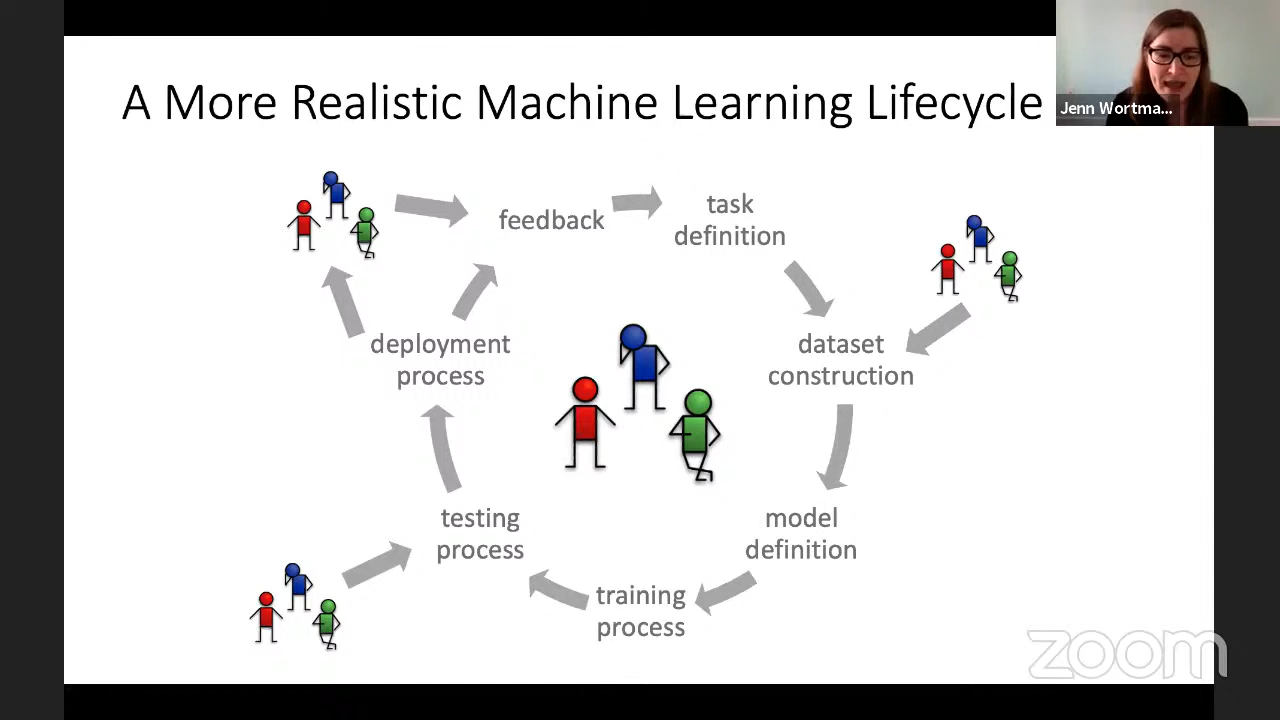 A More Realistic Machine Learning Lifecycle
Jenn Wortma...
feedback
task
definition
deployment
process
dataset
construction
testing
process
model
definition
training
process
zoom